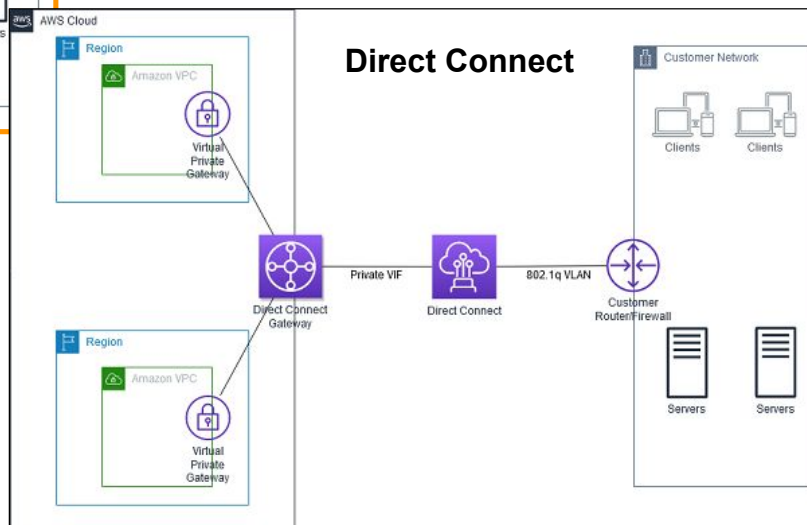 s
aws
AWS Cloud
Direct Connect
Region
Amazon VPC
Virtual
Private
Gateway
Customer Network
Clients
Clients
Direct Connect
Gateway
Private VIF
Direct Connect
802.1q VLAN
Customer
Router/Firewall
Region
Amazon VPC
Virtual
Private
Gateway
Servers
Servers